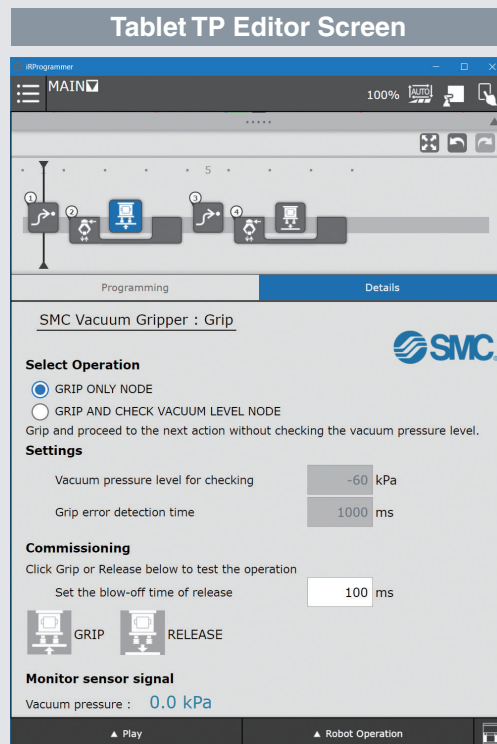 Tablet TP Editor Screen
iRProgrammer
MAIN
100% AUTO
5
1
2
3
4
Programming
Details
SMC Vacuum Gripper : Grip
SMC
Select Operation
GRIP ONLY NODE
GRIP AND CHECK VACUUM LEVEL NODE
Grip and proceed to the next action without checking the vacuum pressure level.
Settings
Vacuum pressure level for checking -60 kPa
Grip error detection time 1000 ms
Commissioning
Click Grip or Release below to test the operation
Set the blow-off time of release 100 ms
GRIP RELEASE
Monitor sensor signal
Vacuum pressure : 0.0 kPa
▲ Play ▲ Robot Operation